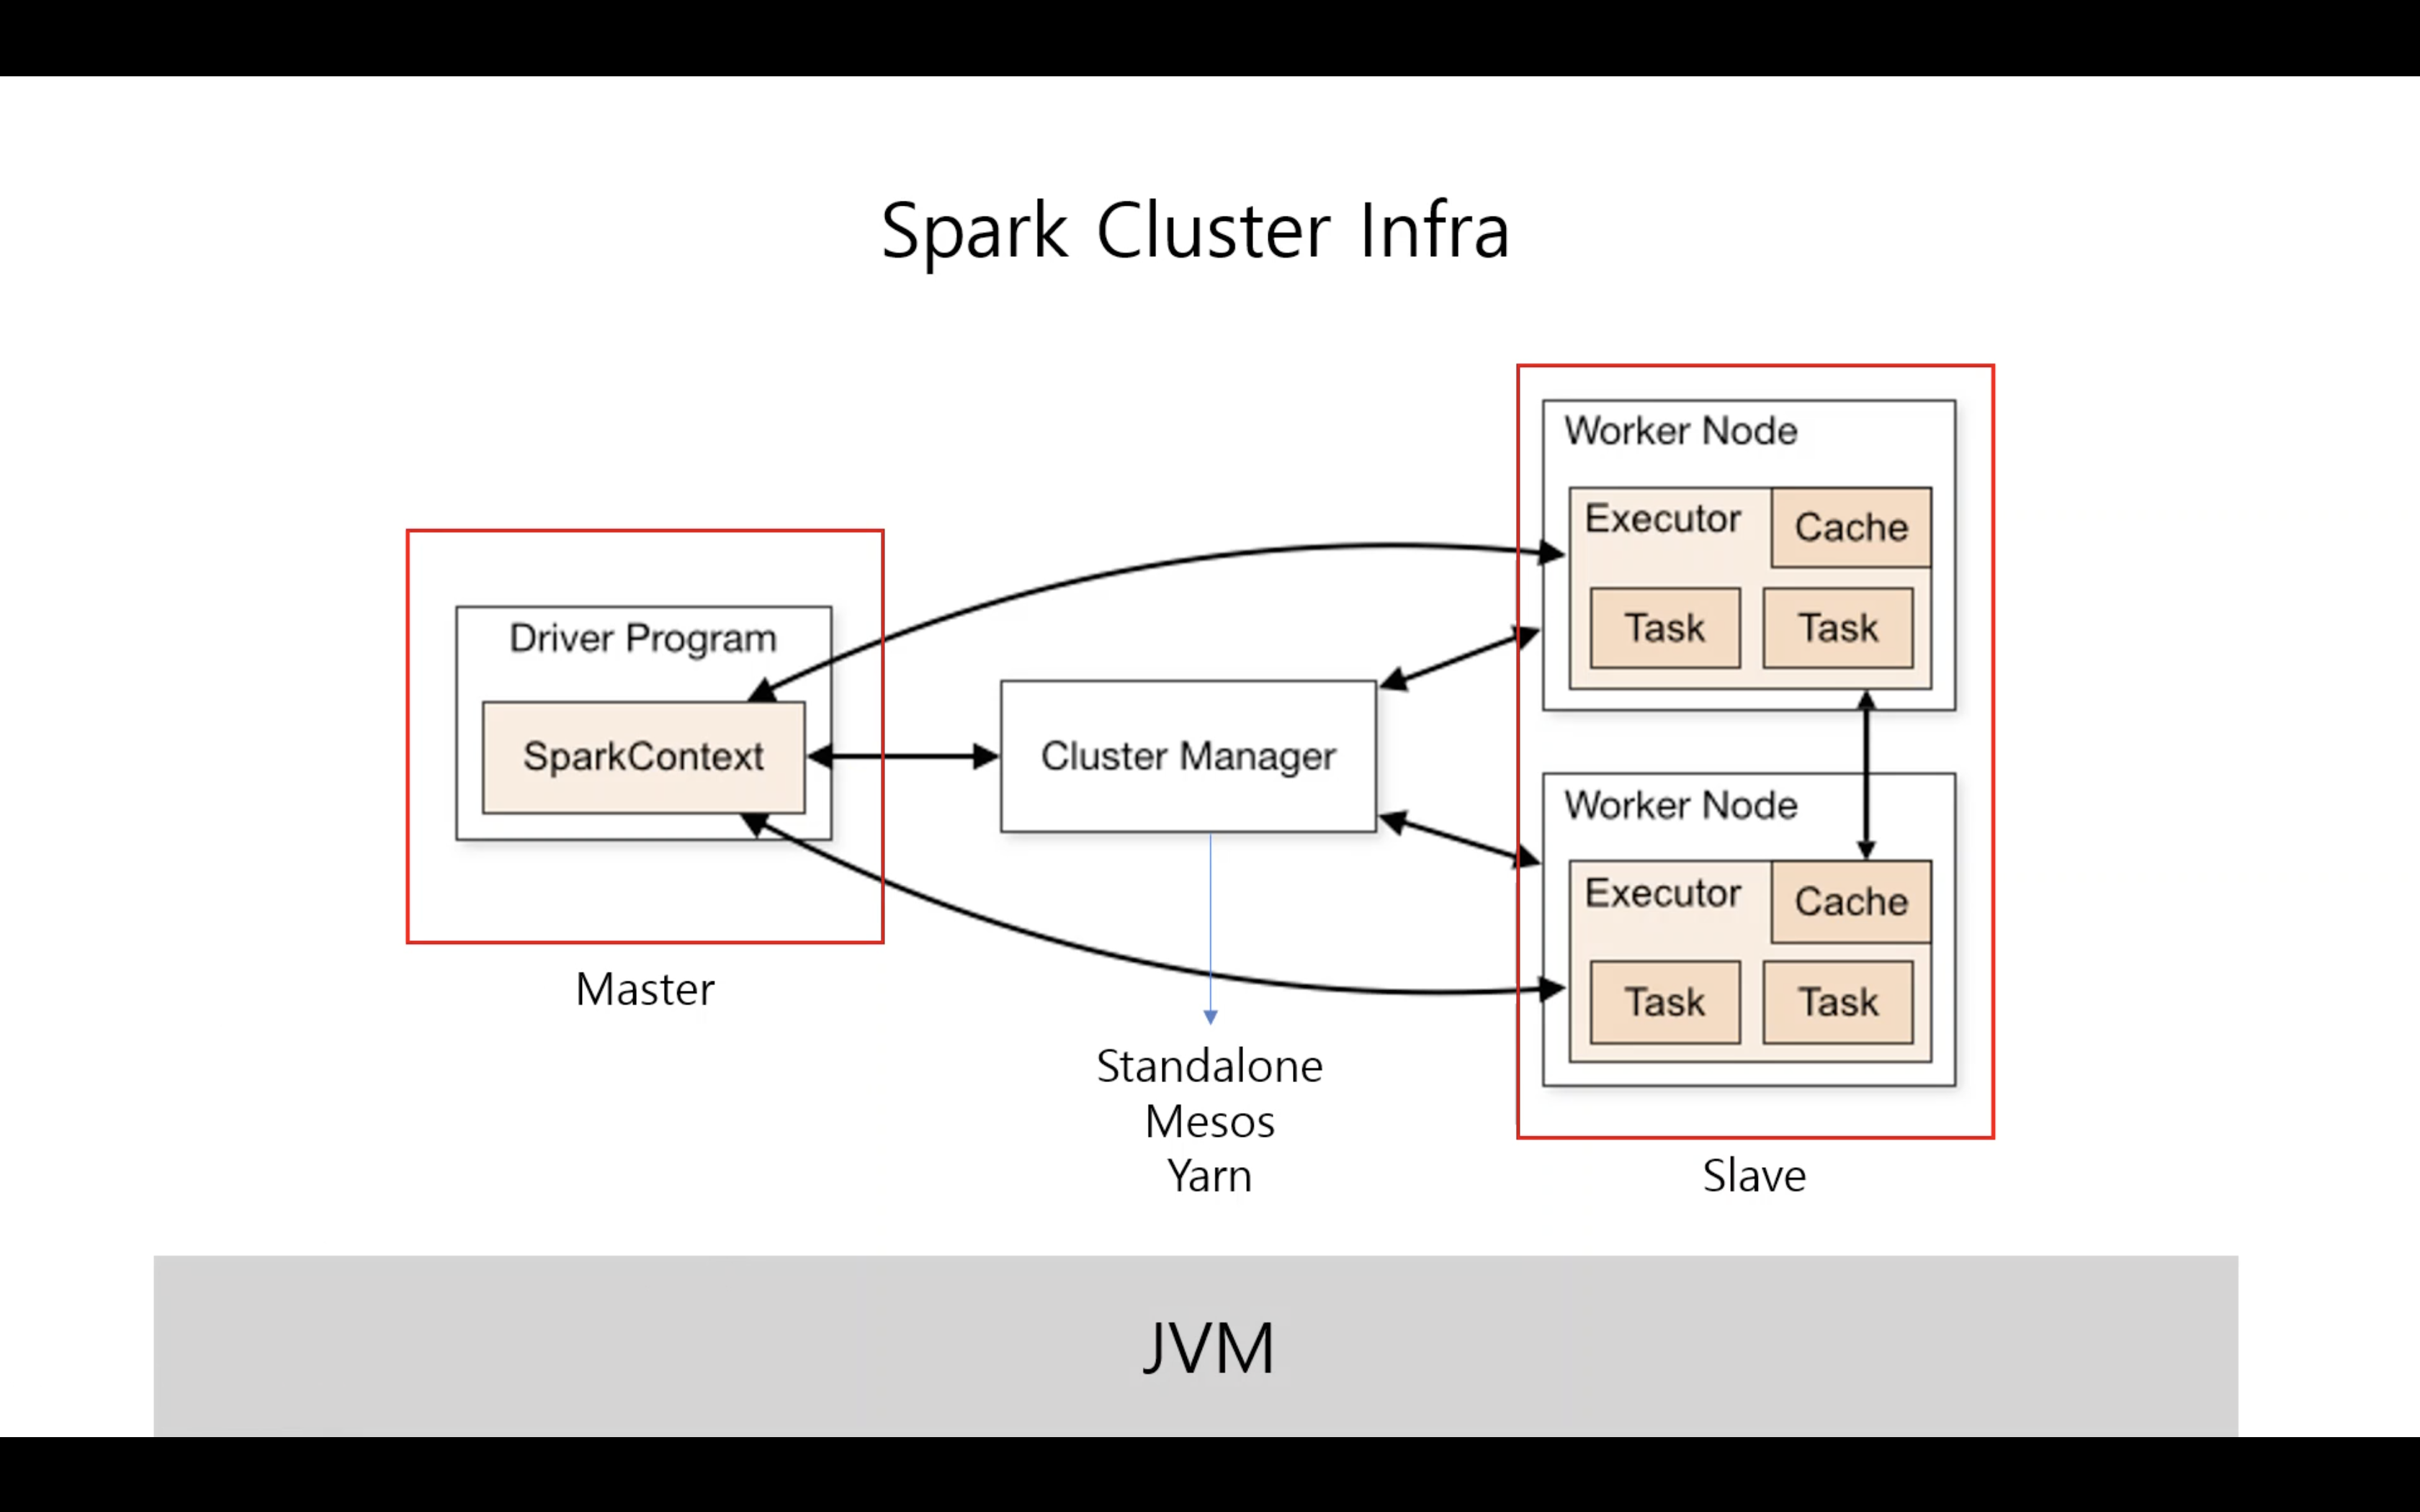 Spark Cluster Infra
Driver Program
SparkContext
Master
Cluster Manager
Standalone
Mesos
Yarn
Worker Node
Executor
Cache
Task
Task
Worker Node
Executor
Cache
Task
Task
Slave
JVM